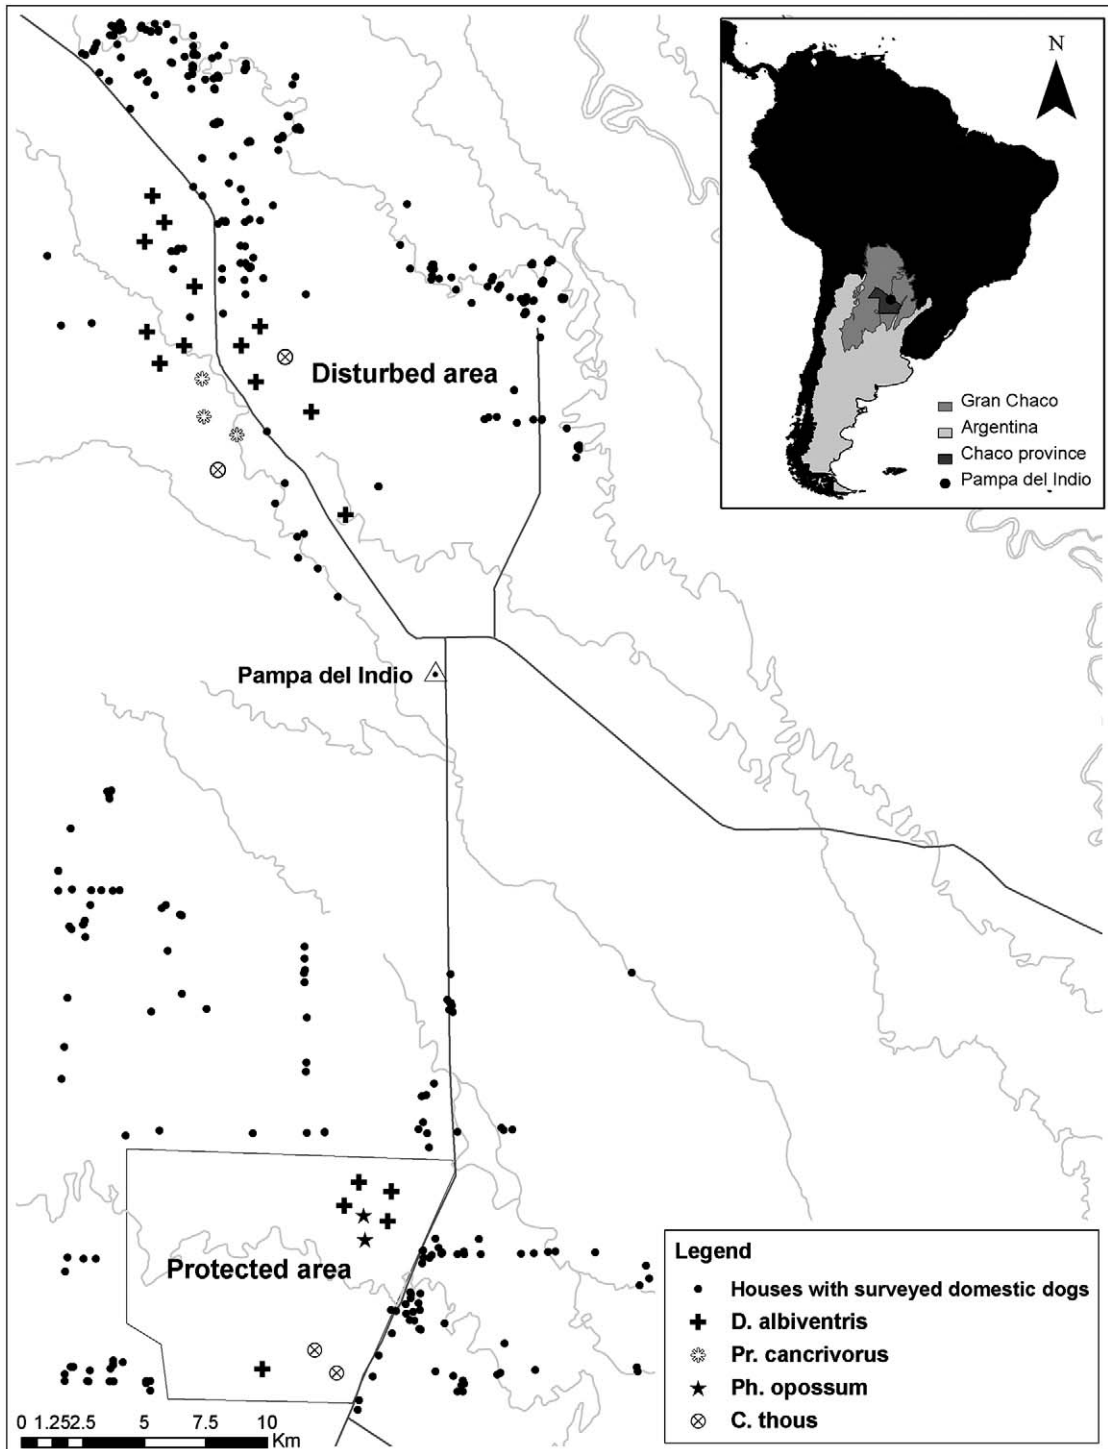 N
Gran Chaco
Argentina
Chaco province
Pampa del Indio
Disturbed area
Pampa del Indio
Protected area
Legend
Houses with surveyed domestic dogs
D. albiventris
Pr. cancrivorus
Ph. opossum
C. thous
0 1.252.5 5 7.5 10
Km